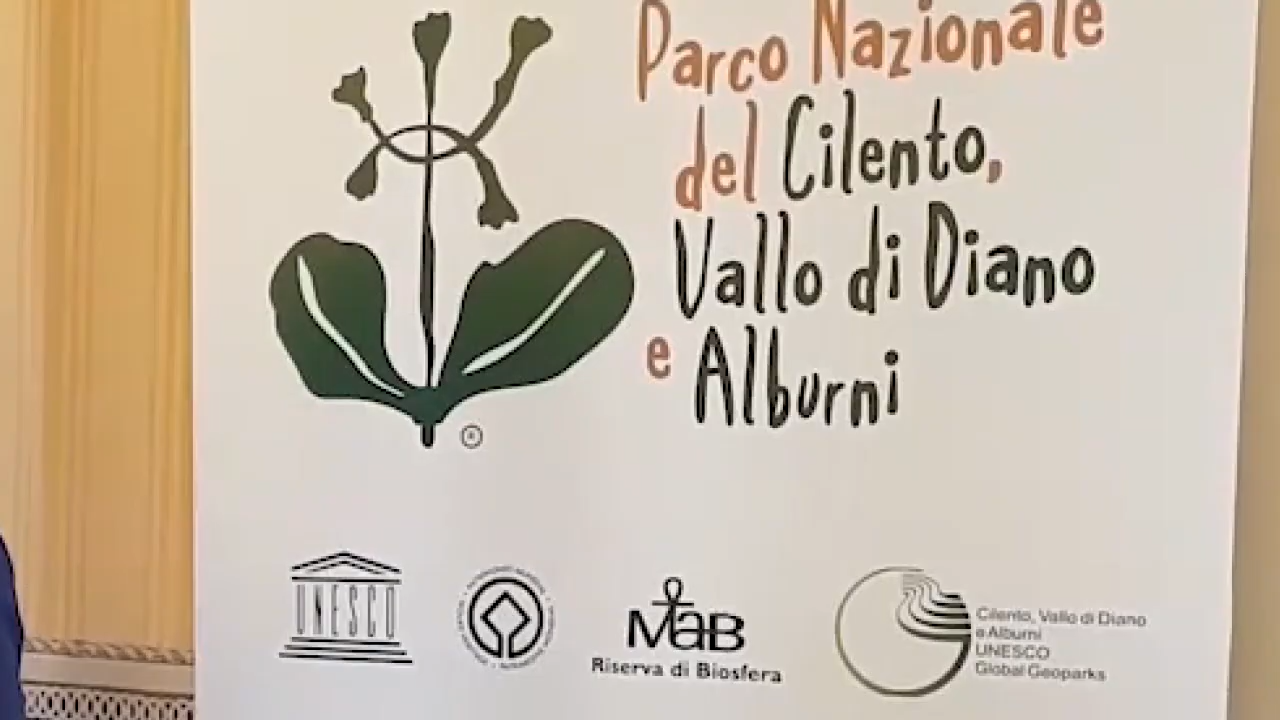 Parco Nazionale
del Cilento,
Vallo di Diano
e Alburni
UNESCO
MaB
Riserva di Biosfera
Cilento, Vallo di Diano
e Alburni
UNESCO
Global Geoparks